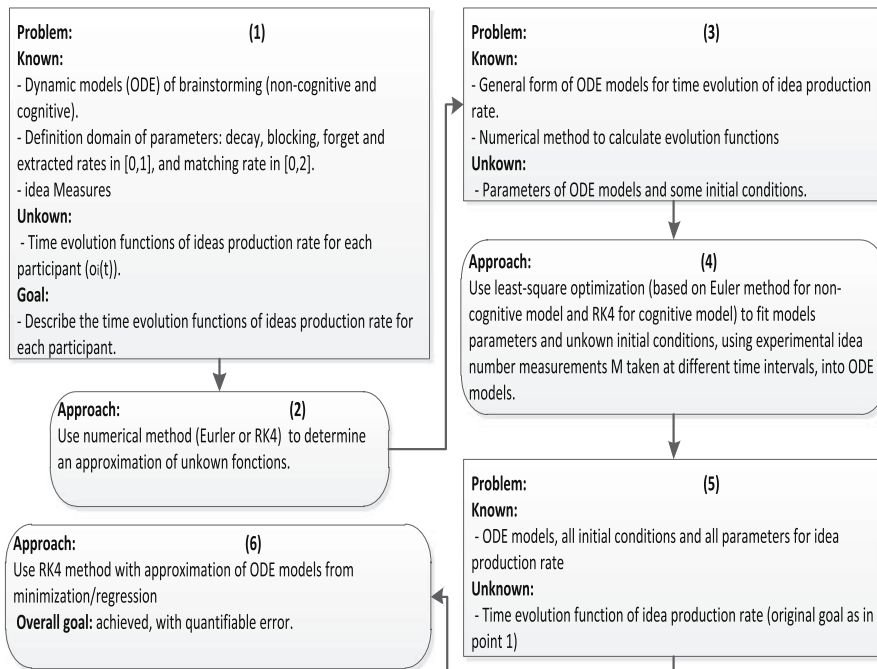 Problem: (1)
Known:
- Dynamic models (ODE) of brainstorming (non-cognitive and
cognitive).
- Definition domain of parameters: decay, blocking, forget and
extracted rates in [0,1], and matching rate in [0,2].
- idea Measures
Unkown:
- Time evolution functions of ideas production rate for each
participant (oi(t)).
Goal:
- Describe the time evolution functions of ideas production rate for
each participant.
Approach: (2)
Use numerical method (Eurler or RK4) to determine
an approximation of unkown fonctions.
Problem: (3)
Known:
- General form of ODE models for time evolution of idea production
rate.
- Numerical method to calculate evolution functions
Unknown:
- Parameters of ODE models and some initial conditions.
Approach: (4)
Use least-square optimization (based on Euler method for non-
cognitive model and RK4 for cognitive model) to fit models
parameters and unkown initial conditions, using experimental idea
number measurements M taken at different time intervals, into ODE
models.
Problem: (5)
Known:
- ODE models, all initial conditions and all parameters for idea
production rate
Unknown:
- Time evolution function of idea production rate (original goal as in
point 1)
Approach: (6)
Use RK4 method with approximation of ODE models from
minimization/regression
Overall goal: achieved, with quantifiable error.